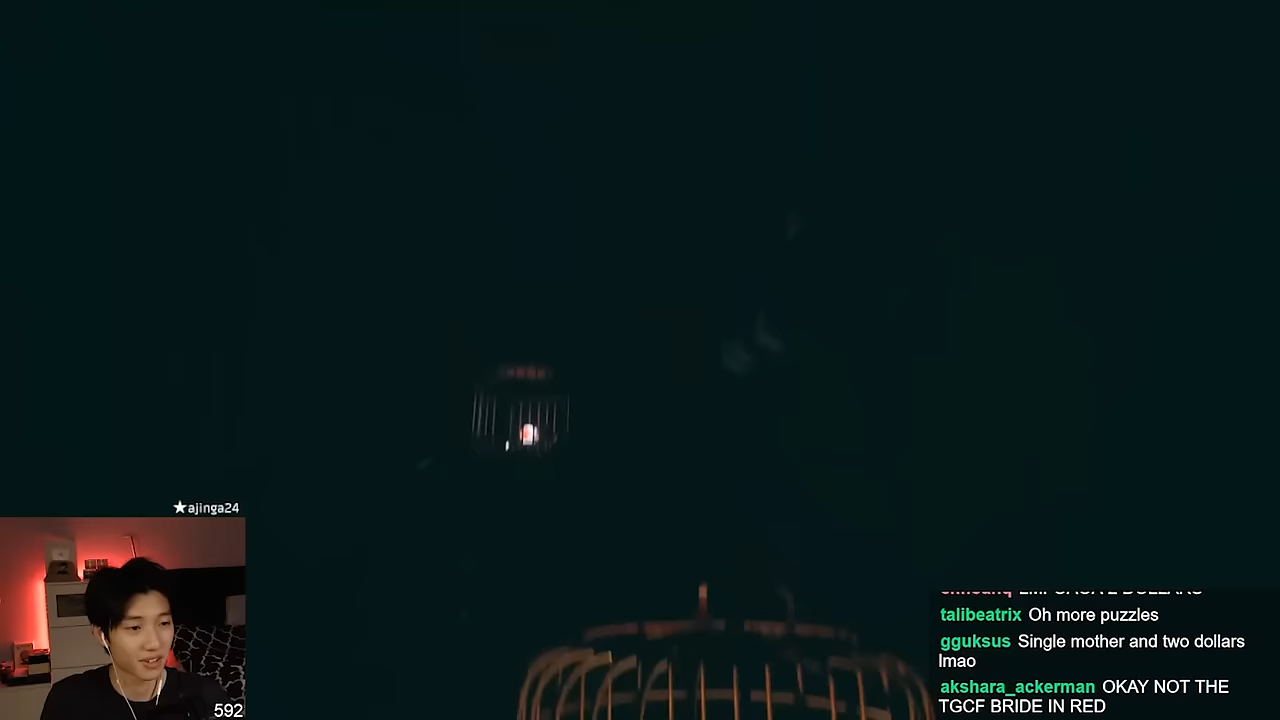 ★ajinga24
592
talibeatrix Oh more puzzles
gguksus Single mother and two dollars
lmao
akshara_ackerman OKAY NOT THE
TGCF BRIDE IN RED